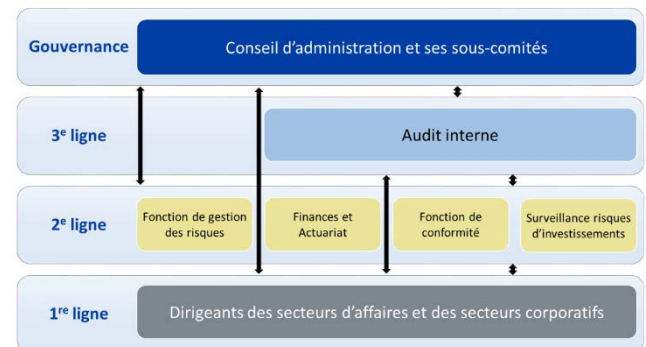 Gouvernance
Conseil d’administration et ses sous-comités
3e ligne
Audit interne
2e ligne
Fonction de gestion
des risques
Finances et
Actuariat
Fonction de
conformité
Surveillance risques
d’investissements
1re ligne
Dirigeants des secteurs d’affaires et des secteurs corporatifs